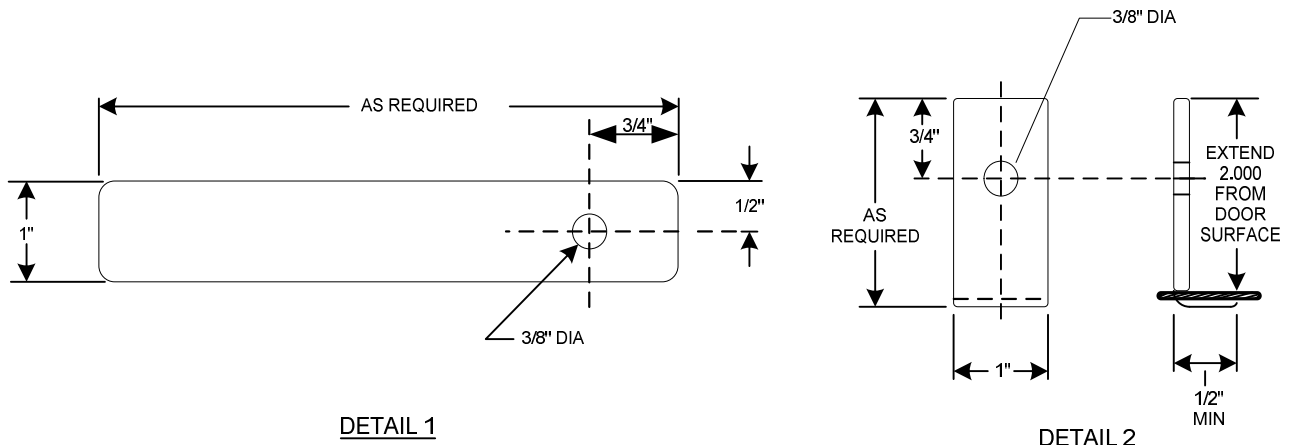 AS REQUIRED
3/4"
1"
1/2"
3/8" DIA
DETAIL 1
3/8" DIA
3/4"
AS
REQUIRED
1"
EXTEND
2.000
FROM
DOOR
SURFACE
1/2"
MIN
DETAIL 2